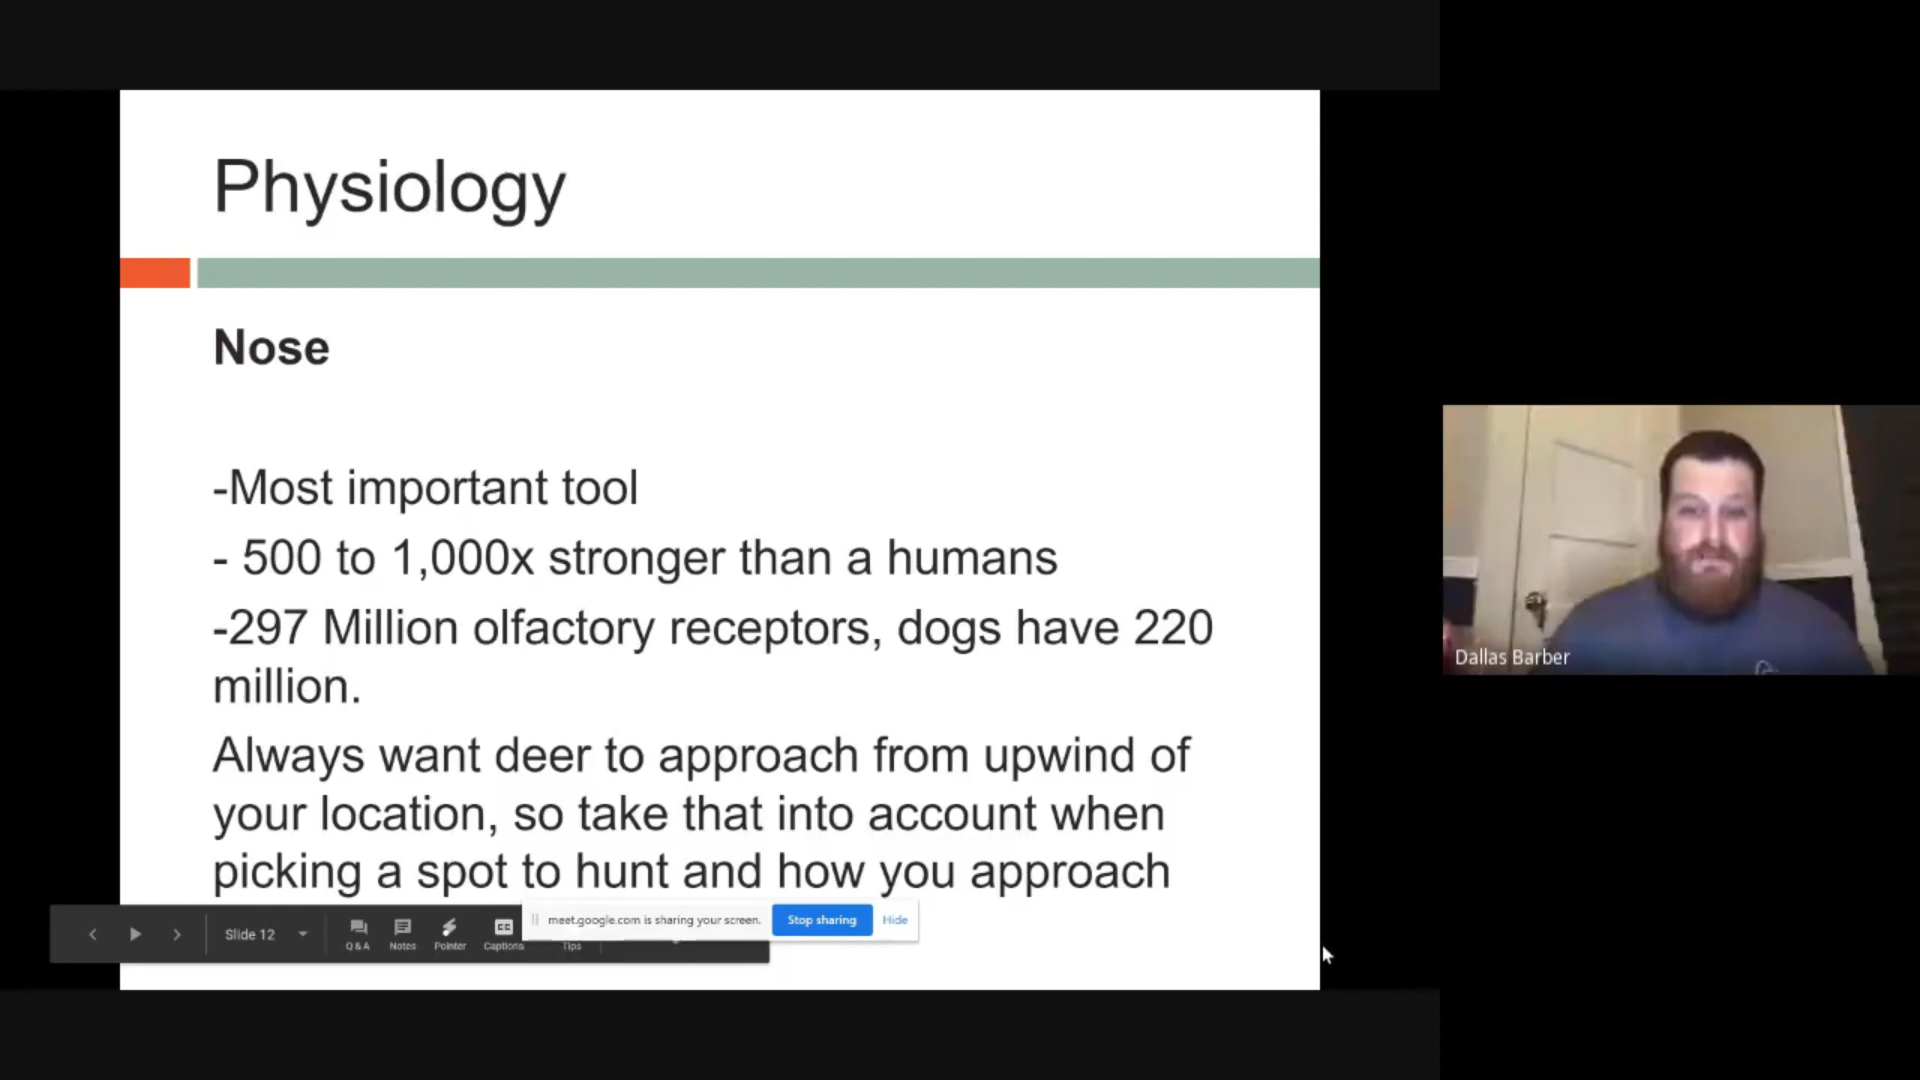 Physiology
Nose
-Most important tool
- 500 to 1,000x stronger than a humans
-297 Million olfactory receptors, dogs have 220
million.
Always want deer to approach from upwind of
your location, so take that into account when
picking a spot to hunt and how you approach
Dallas Barber
meet.google.com is sharing your screen.
Stop sharing
Hide
Slide 12
Q & A
Notes
Pointer
CC
Captions
Tips